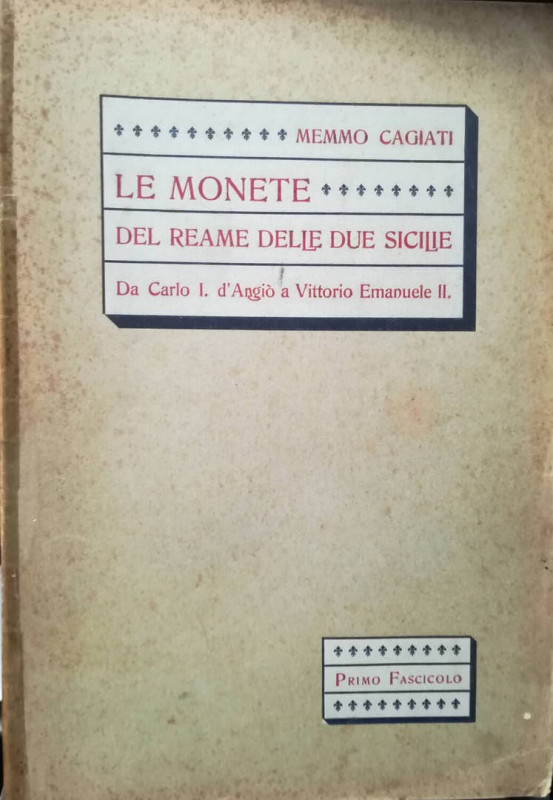 MEMMO CAGIATI
LE MONETE
DEL REAME DELLE DUE SICILIE
Da Carlo I. d'Angiò a Vittorio Emanuele II.
PRIMO FASCICOLO